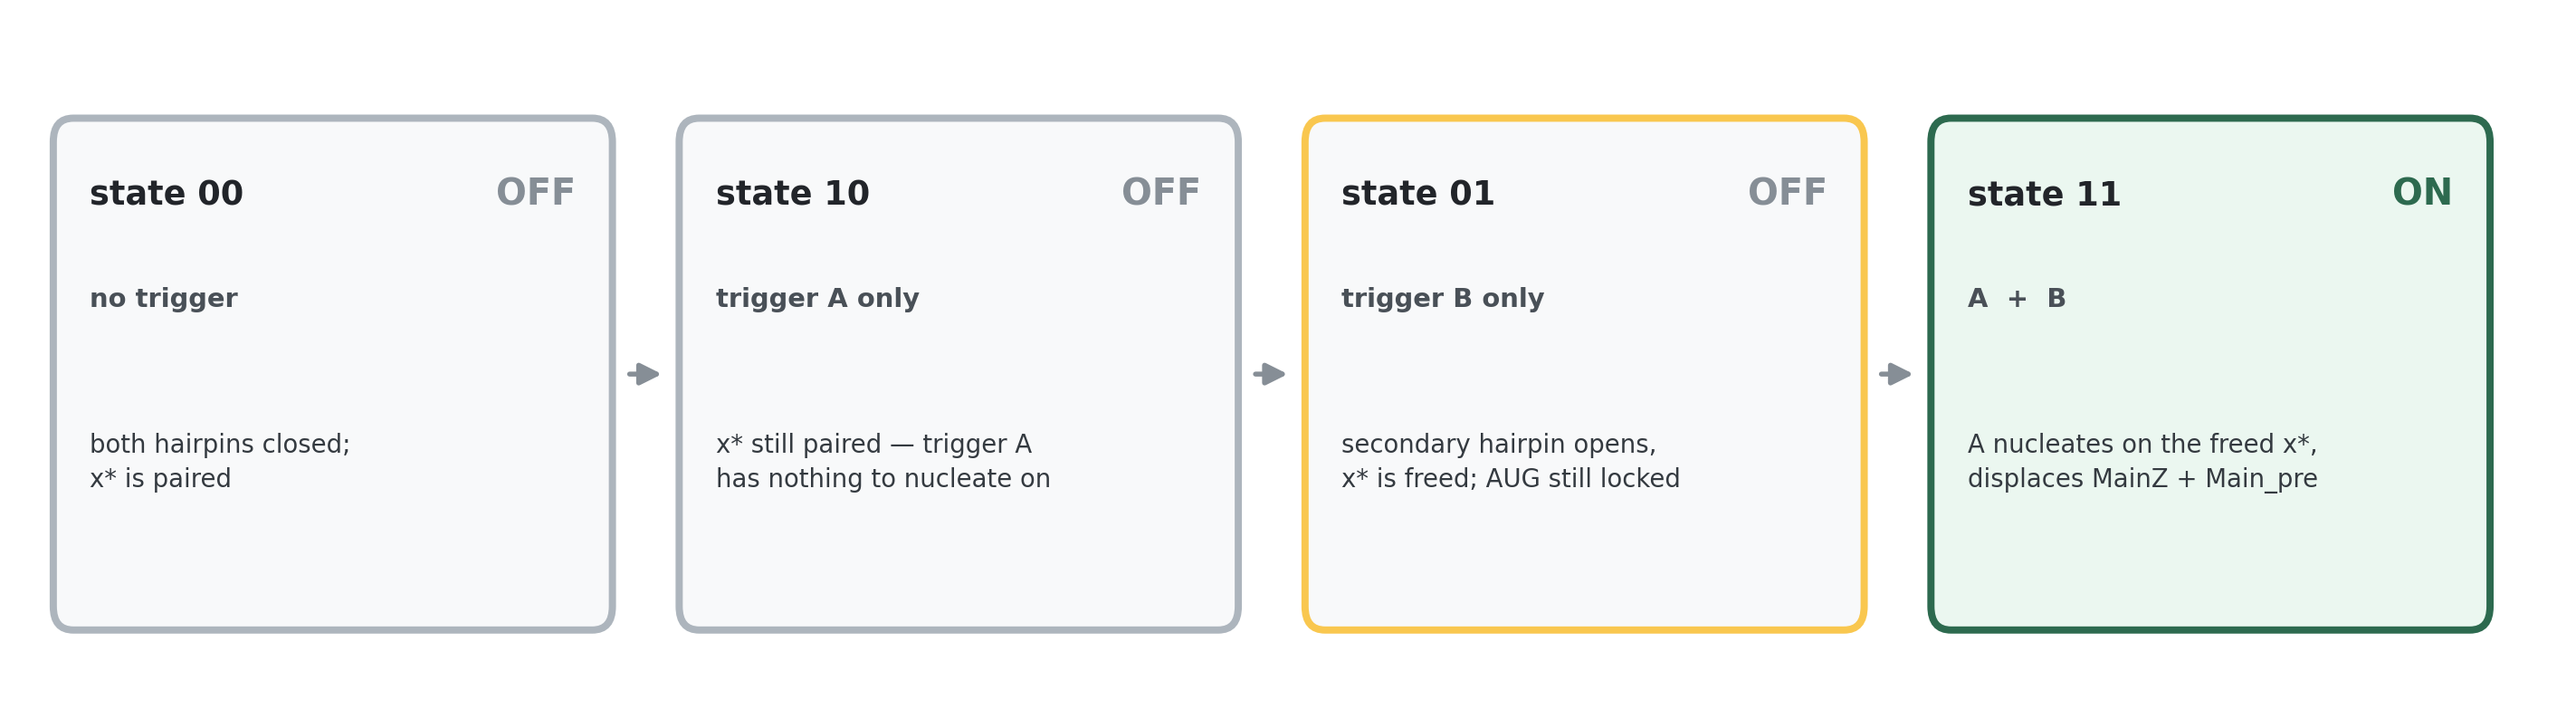 state 00
OFF
no trigger
both hairpins closed;
x* is paired
state 10
OFF
trigger A only
x* still paired — trigger A
has nothing to nucleate on
state 01
OFF
trigger B only
secondary hairpin opens,
x* is freed; AUG still locked
state 11
ON
A + B
A nucleates on the freed x*,
displaces MainZ + Main_pre